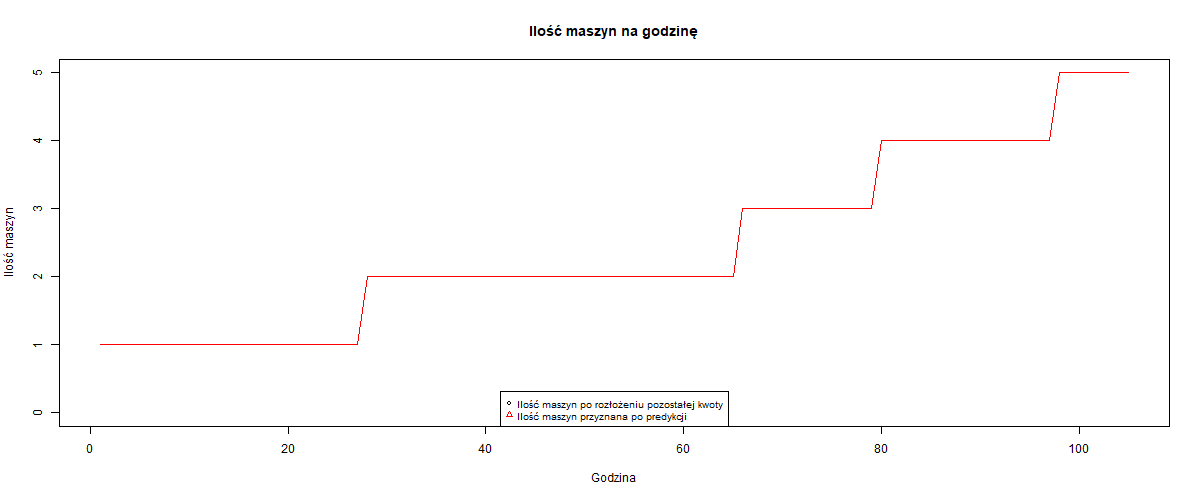 Ilość maszyn na godzinę
Ilość maszyn
5
4
3
2
1
0
Ilość maszyn po rozłożeniu pozostałej kwoty
Ilość maszyn przyznana po predykcji
0 20 40 60 80 100
Godzina